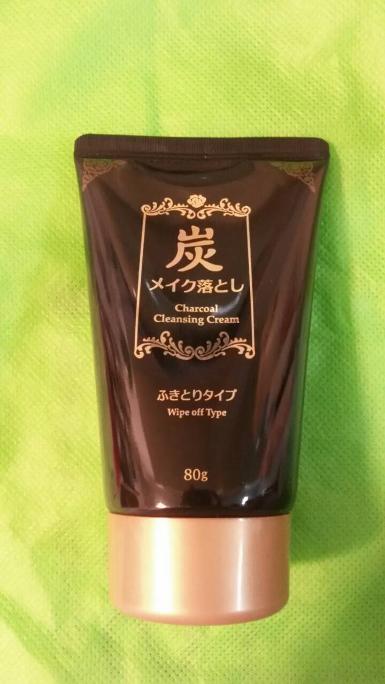 炭
メイク落とし
Charcoal
Cleansing Cream
ふきとりタイプ
Wipe off Type
80g